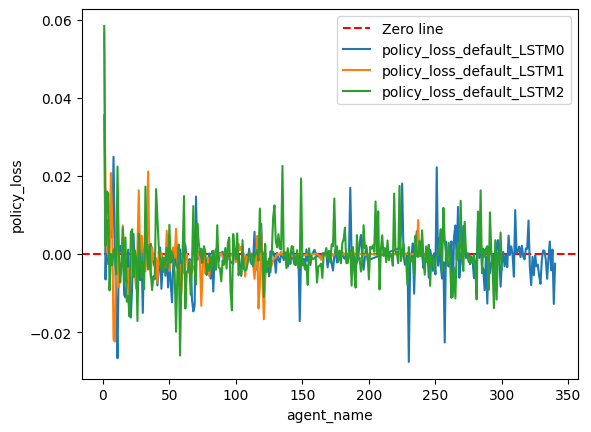 0.06
0.04
0.02
0.00
−0.02
policy_loss
Zero line
policy_loss_default_LSTM0
policy_loss_default_LSTM1
policy_loss_default_LSTM2
0 50 100 150 200 250 300 350
agent_name